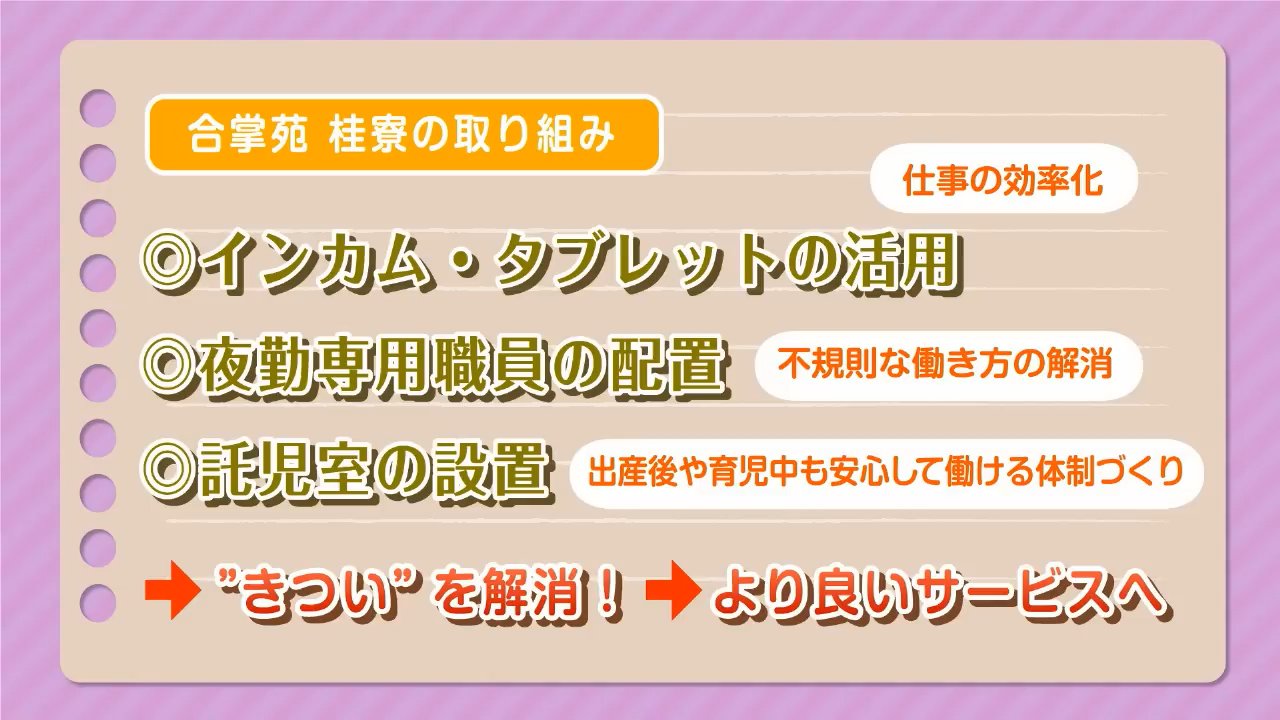 合掌苑 桂寮の取り組み
仕事の効率化
◎インカム・タブレットの活用
◎夜勤専用職員の配置
不規則な働き方の解消
◎託児室の設置
出産後や育児中も安心して働ける体制づくり
➡”きつい”を解消！➡より良いサービスへ